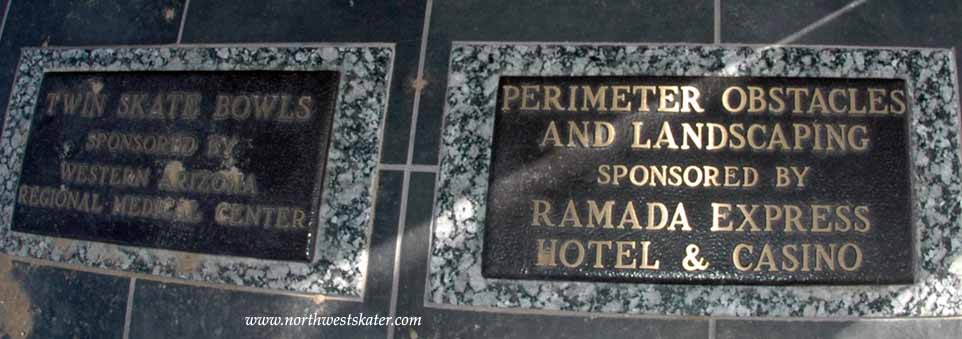 TWIN SKATE BOWLS
SPONSORED BY
WESTERN ARIZONA
REGIONAL MEDICAL CENTER
PERIMETER OBSTACLES
AND LANDSCAPING
SPONSORED BY
RAMADA EXPRESS
HOTEL & CASINO
www.northwestskater.com